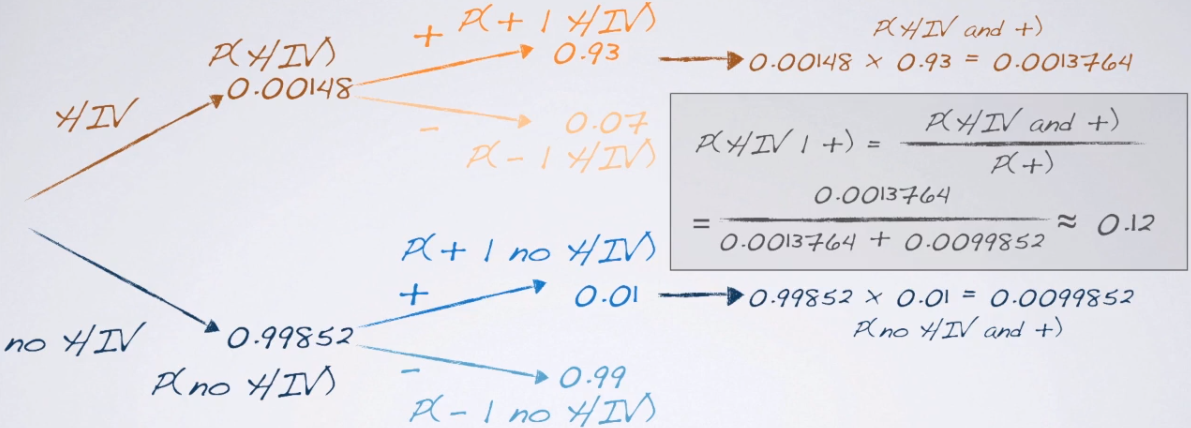 P(+ | HIV)
P(HIV and +)
+
P(HIV)
0.93
0.00148 × 0.93 = 0.0013764
0.00148
HIV
-
0.07
P(- | HIV)
P(HIV | +) = P(HIV and +)
P(+)
0.0013764
= 0.0013764 + 0.0099852 ≈ 0.12
P(+ | no HIV)
+
0.01
0.99852 × 0.01 = 0.0099852
P(no HIV and +)
no HIV
0.99852
P(no HIV)
-
0.99
P(- | no HIV)